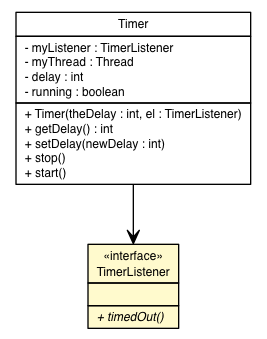 Timer
- myListener : TimerListener
- myThread : Thread
- delay : int
- running : boolean
+ Timer(theDelay : int, el : TimerListener)
+ getDelay() : int
+ setDelay(newDelay : int)
+ stop()
+ start()
«interface»
TimerListener
+ timedOut()